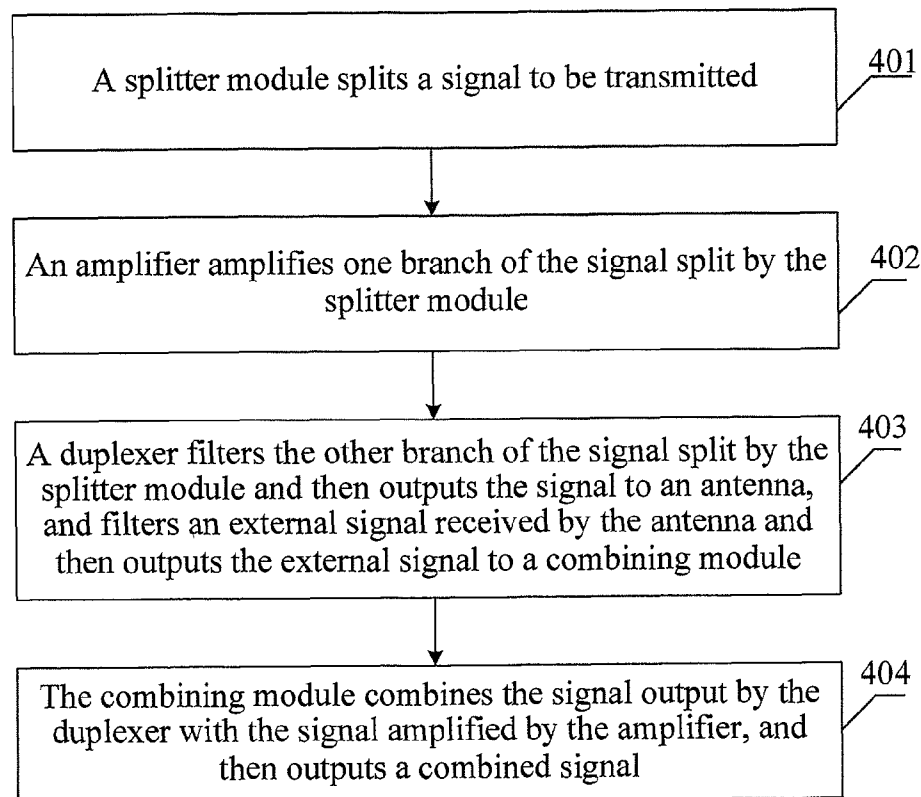 A splitter module splits a signal to be transmitted
401
An amplifier amplifies one branch of the signal split by the
splitter module
402
A duplexer filters the other branch of the signal split by the
splitter module and then outputs the signal to an antenna,
and filters an external signal received by the antenna and
then outputs the external signal to a combining module
403
The combining module combines the signal output by the
duplexer with the signal amplified by the amplifier, and
then outputs a combined signal
404